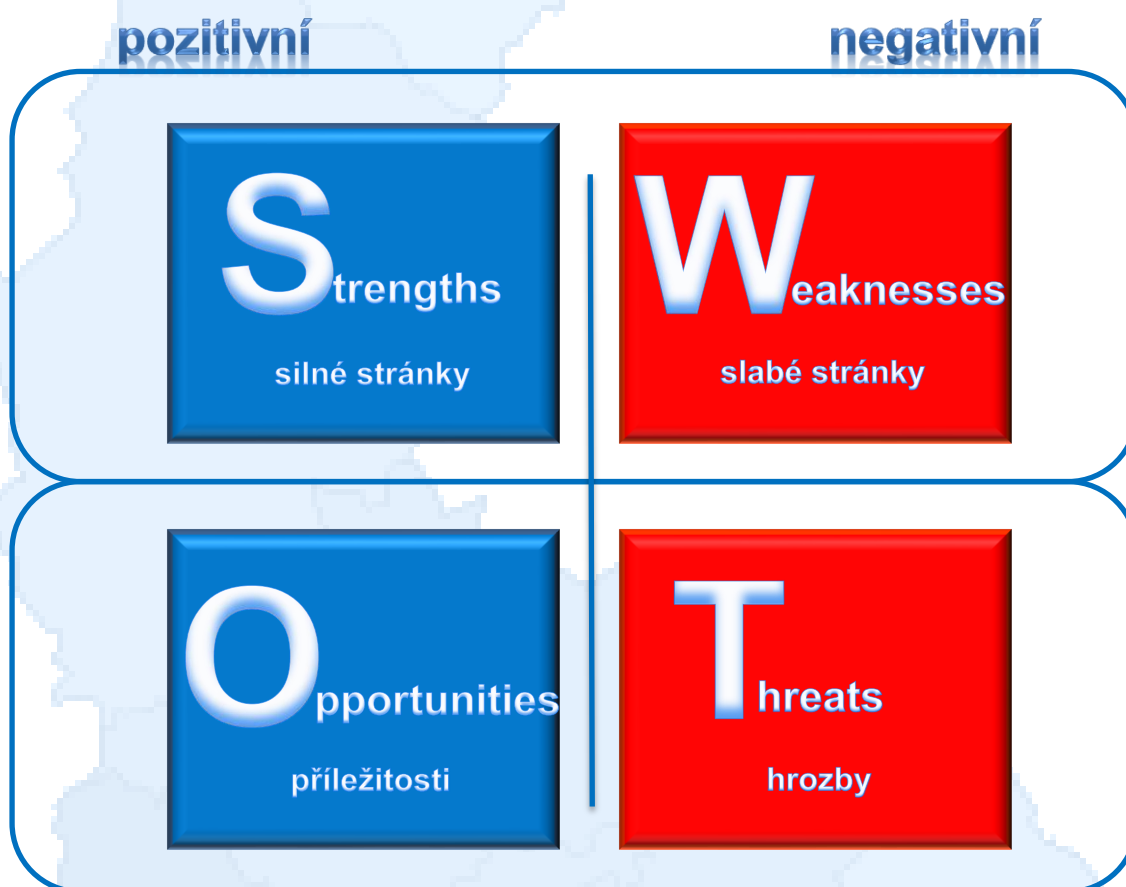 pozitivní
negativní
Strengths
silné stránky
Weaknesses
slabé stránky
Opportunities
příležitosti
Threats
hrozby